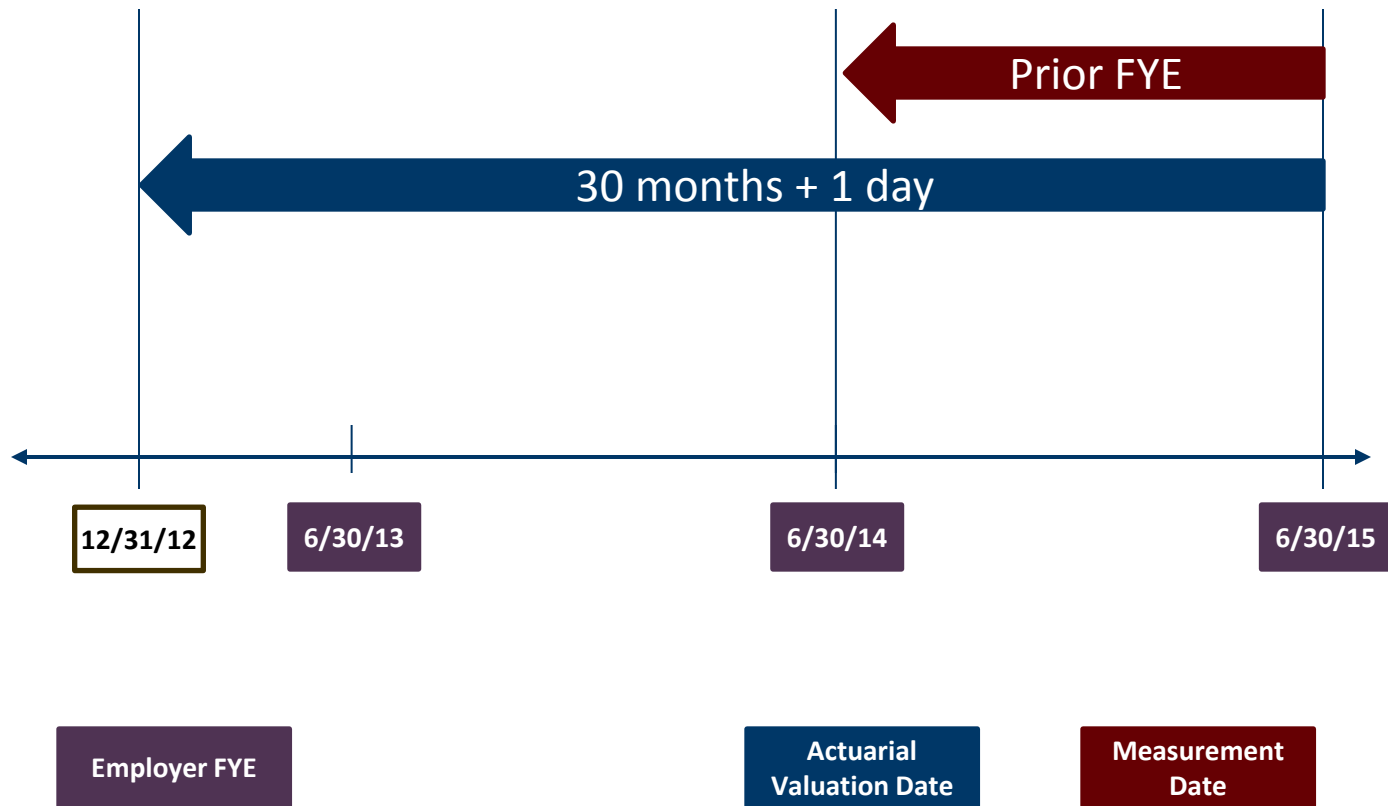 Prior FYE
30 months + 1 day
12/31/12
6/30/13
6/30/14
6/30/15
Employer FYE
Actuarial
Valuation Date
Measurement
Date